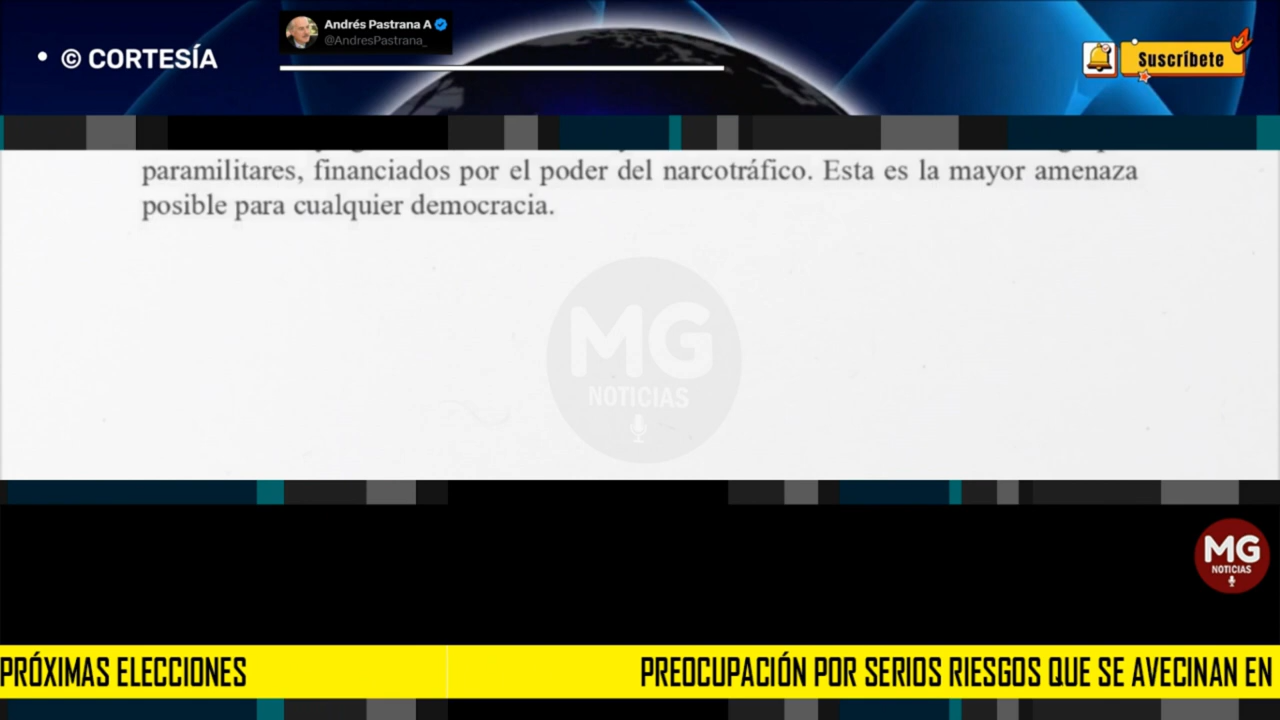 Andrés Pastrana A
@AndresPastrana_
• © CORTESÍA
Suscríbete
paramilitares, financiados por el poder del narcotráfico. Esta es la mayor amenaza
posible para cualquier democracia.
MG
NOTICIAS
MG
NOTICIAS
PRÓXIMAS ELECCIONES
PREOCUPACIÓN POR SERIOS RIESGOS QUE SE AVECINAN EN